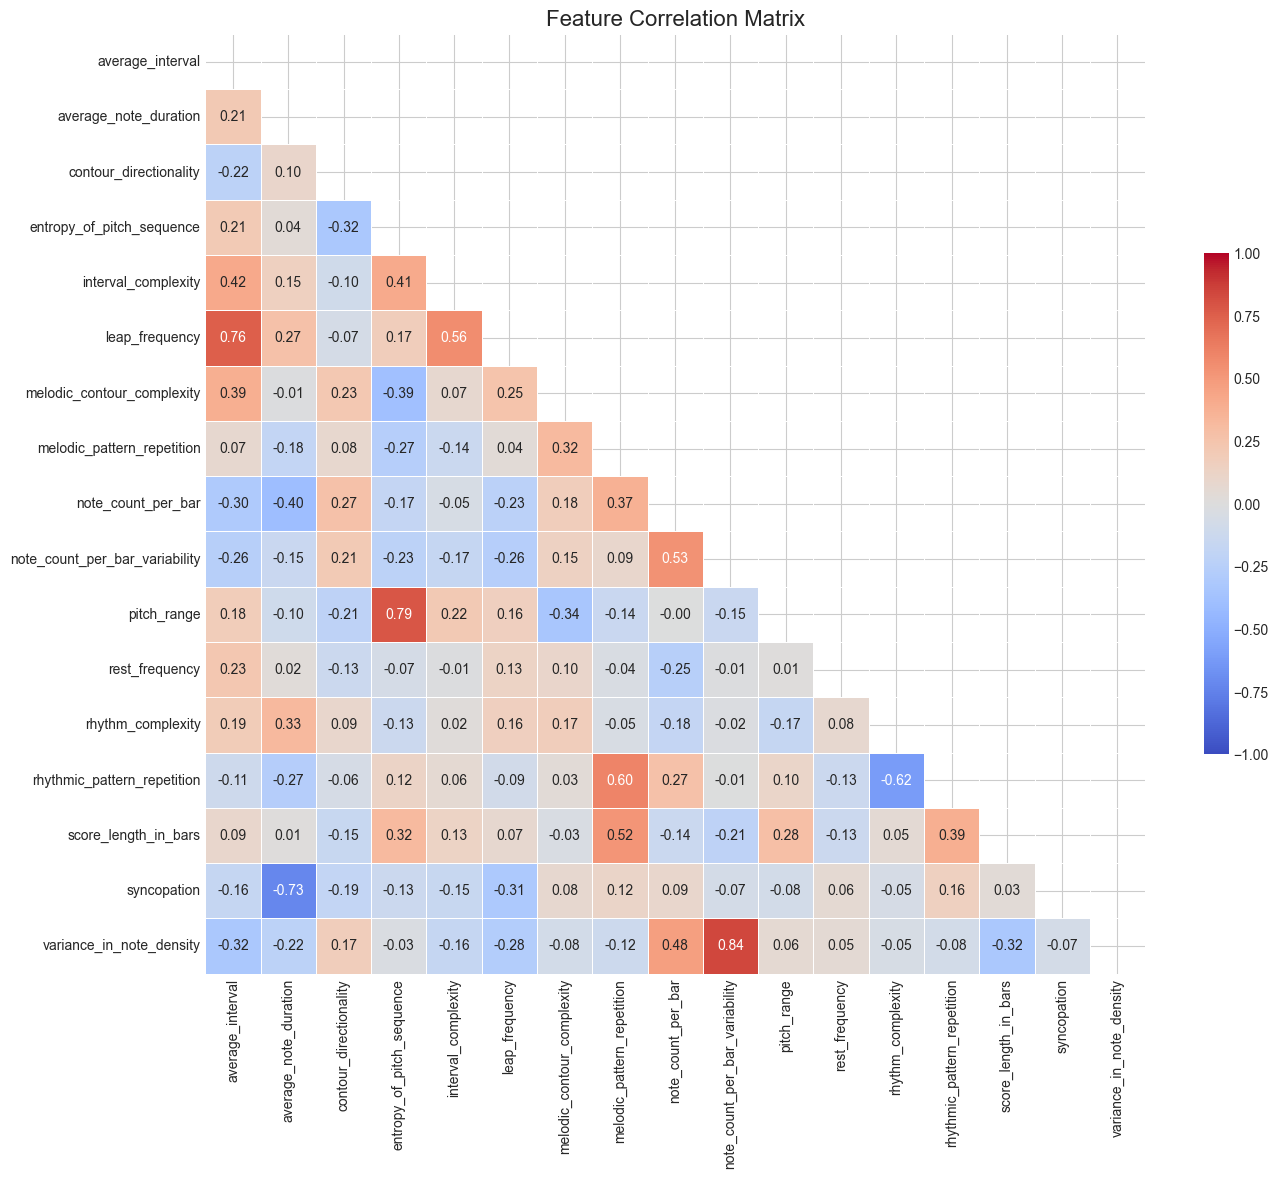 Feature Correlation Matrix
average_interval
average_note_duration 0.21
contour_directionality -0.22 0.10
entropy_of_pitch_sequence 0.21 0.04 -0.32
interval_complexity 0.42 0.15 -0.10 0.41
leap_frequency 0.76 0.27 -0.07 0.17 0.56
melodic_contour_complexity 0.39 -0.01 0.23 -0.39 0.07 0.25
melodic_pattern_repetition 0.07 -0.18 0.08 -0.27 -0.14 0.04 0.32
note_count_per_bar -0.30 -0.40 0.27 -0.17 -0.05 -0.23 0.18 0.37
note_count_per_bar_variability -0.26 -0.15 0.21 -0.23 -0.17 -0.26 0.15 0.09 0.53
pitch_range 0.18 -0.10 -0.21 0.79 0.22 0.16 -0.34 -0.14 -0.00 -0.15
rest_frequency 0.23 0.02 -0.13 -0.07 -0.01 0.13 0.10 -0.04 -0.25 -0.01 0.01
rhythm_complexity 0.19 0.33 0.09 -0.13 0.02 0.16 0.17 -0.05 -0.18 -0.02 -0.17 0.08
rhythmic_pattern_repetition -0.11 -0.27 -0.06 0.12 0.06 -0.09 0.03 0.60 0.27 -0.01 0.10 -0.13 -0.62
score_length_in_bars 0.09 0.01 -0.15 0.32 0.13 0.07 -0.03 0.52 -0.14 -0.21 0.28 -0.13 0.05 0.39
syncopation -0.16 -0.73 -0.19 -0.13 -0.15 -0.31 0.08 0.12 0.09 -0.07 -0.08 0.06 -0.05 0.16 0.03
variance_in_note_density -0.32 -0.22 0.17 -0.03 -0.16 -0.28 -0.08 -0.12 0.48 0.84 0.06 0.05 -0.05 -0.08 -0.32 -0.07
average_interval
average_note_duration
contour_directionality
entropy_of_pitch_sequence
interval_complexity
leap_frequency
melodic_contour_complexity
melodic_pattern_repetition
note_count_per_bar
note_count_per_bar_variability
pitch_range
rest_frequency
rhythm_complexity
rhythmic_pattern_repetition
score_length_in_bars
syncopation
variance_in_note_density
1.00
0.75
0.50
0.25
0.00
−0.25
−0.50
−0.75
−1.00